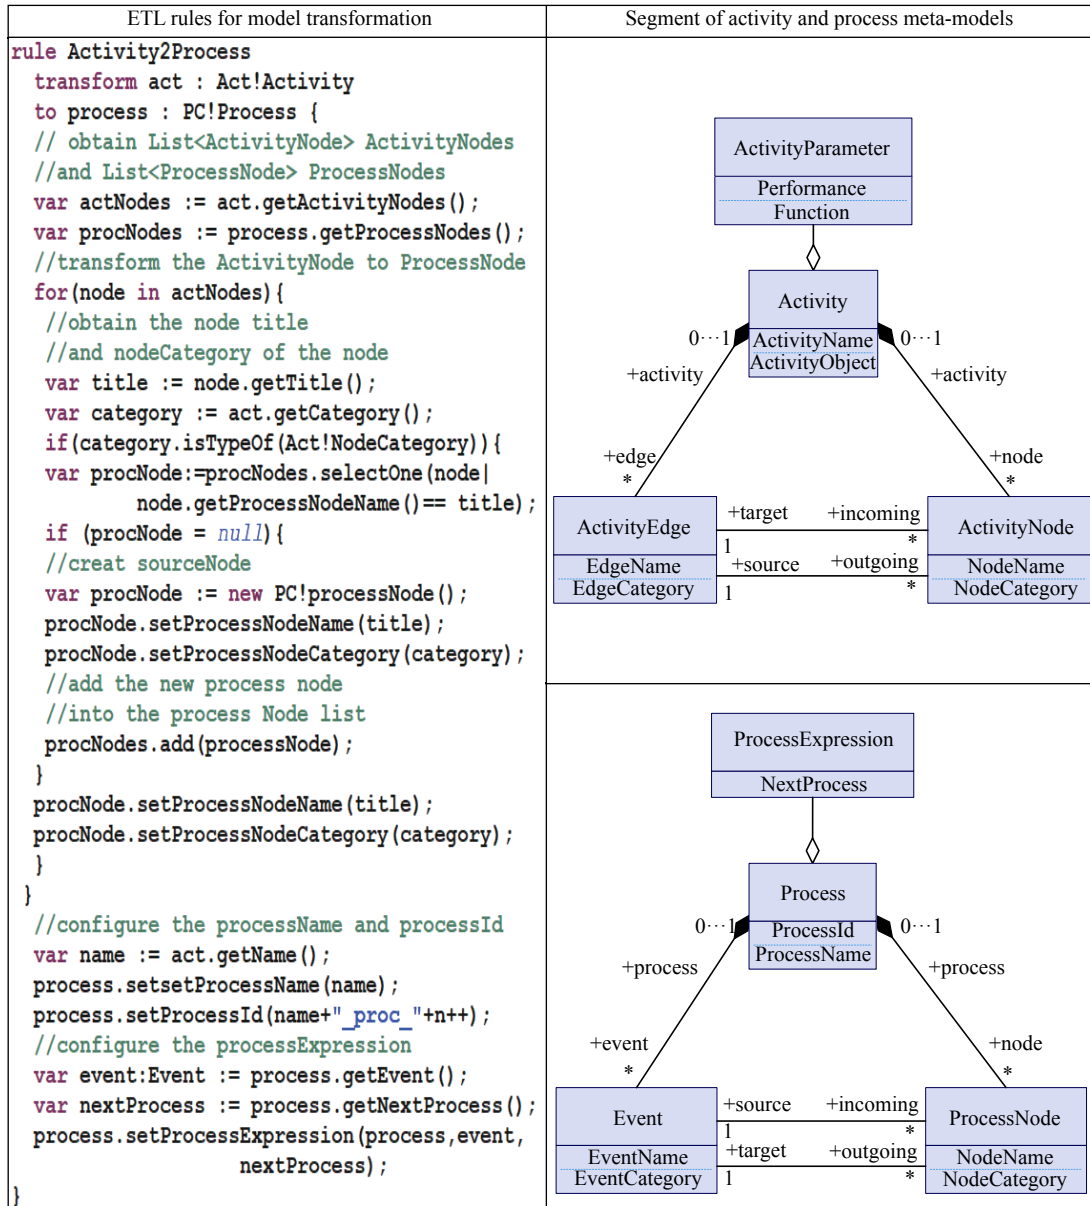 ETL rules for model transformation
rule Activity2Process
transform act : Act!Activity
to process : PC!Process {
// obtain List<ActivityNode> ActivityNodes
//and List<ProcessNode> ProcessNodes
var actNodes := act.getActivityNodes();
var procNodes := process.getProcessNodes();
//transform the ActivityNode to ProcessNode
for(node in actNodes){
//obtain the node title
//and nodeCategory of the node
var title := node.getTitle();
var category := act.getCategory();
if(category.isTypeOf(Act!NodeCategory)){
var procNode:=procNodes.selectOne(node|
node.getProcessNodeName()== title);
if (procNode = null){
//creat sourceNode
var procNode := new PC!processNode();
procNode.setProcessNodeName(title);
procNode.setProcessNodeCategory(category);
//add the new process node
//into the process Node list
procNodes.add(processNode);
}
procNode.setProcessNodeName(title);
procNode.setProcessNodeCategory(category);
}
}
//configure the processName and processId
var name := act.getName();
process.setsetProcessName(name);
process.setProcessId(name+"_proc_"+n++);
//configure the processExpression
var event:Event := process.getEvent();
var nextProcess := process.getNextProcess();
process.setProcessExpression(process,event,
nextProcess);
}
Segment of activity and process meta-models
ActivityParameter
Performance
Function
Activity
ActivityName
ActivityObject
0···1
0···1
+activity
+activity
+edge
*
+node
*
ActivityEdge
EdgeName
EdgeCategory
+target
+incoming
1
*
+source
+outgoing
1
*
ActivityNode
NodeName
NodeCategory
ProcessExpression
NextProcess
Process
ProcessId
ProcessName
0···1
0···1
+process
+process
+event
*
+node
*
Event
EventName
EventCategory
+source
+incoming
1
*
+target
+outgoing
1
*
ProcessNode
NodeName
NodeCategory